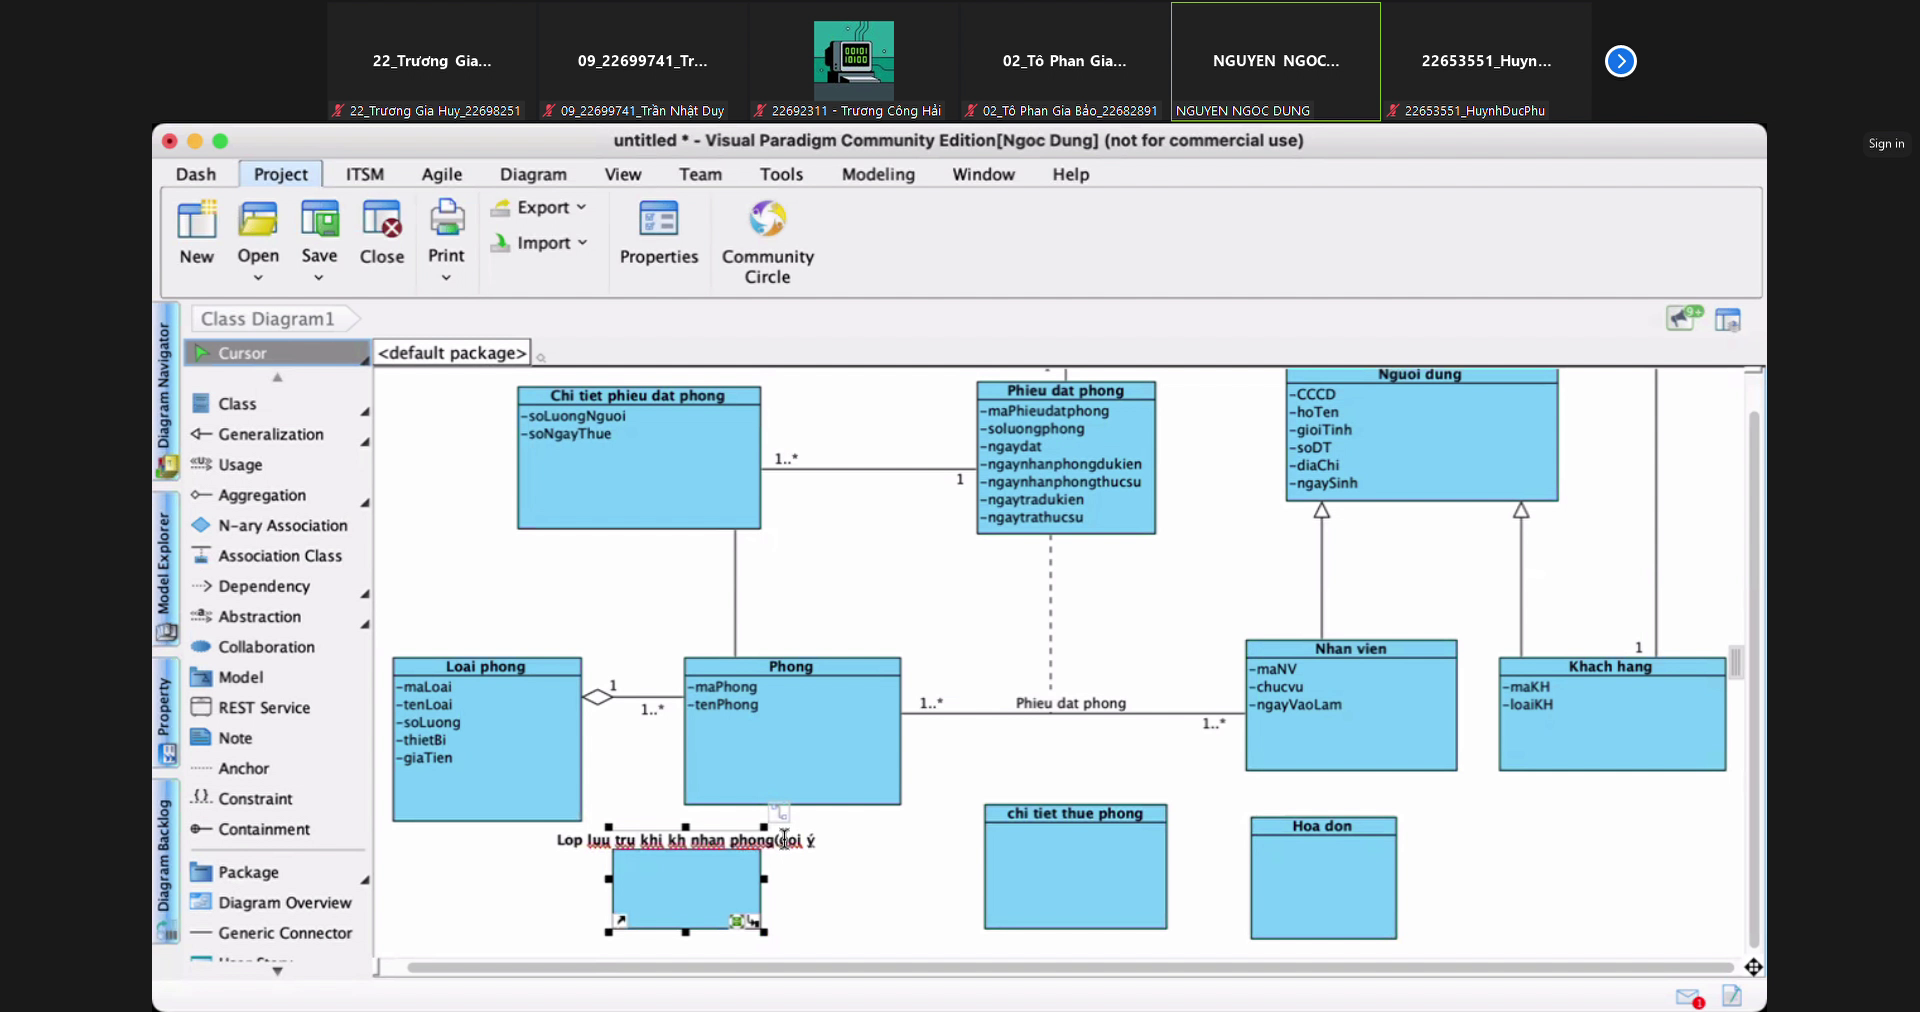 22_Trương Gia...
09_22699741_Tr...
02_Tô Phan Gia...
NGUYEN NGOC...
22653551_Huyn...
22_Trương Gia Huy_22698251
09_22699741_Trần Nhật Duy
22692311 - Trương Công Hải
02_Tô Phan Gia Bảo_22682891
NGUYEN NGOC DUNG
22653551_HuynhDucPhu
Sign in
untitled * - Visual Paradigm Community Edition[Ngoc Dung] (not for commercial use)
Dash
Project
ITSM
Agile
Diagram
View
Team
Tools
Modeling
Window
Help
New
Open
Save
Close
Print
Export
Import
Properties
Community
Circle
9+
Class Diagram1
Diagram Navigator
Model Explorer
Property
Diagram Backlog
Cursor
Class
Generalization
Usage
Aggregation
N-ary Association
Association Class
Dependency
Abstraction
Collaboration
Model
REST Service
Note
Anchor
Constraint
Containment
Package
Diagram Overview
Generic Connector
<default package>
Chi tiet phieu dat phong
-soLuongNguoi
-soNgayThue
1..*
1
Phieu dat phong
-maPhieudatphong
-soluongphong
-ngaydat
-ngaynhanphongdukien
-ngaynhanphongthucsu
-ngaytradukien
-ngaytrathucsu
Nguoi dung
-CCCD
-hoTen
-gioiTinh
-soDT
-diaChi
-ngaySinh
Loai phong
-maLoai
-tenLoai
-soLuong
-thietBi
-giaTien
1
1..*
Phong
-maPhong
-tenPhong
1..*
Phieu dat phong
1..*
Nhan vien
-maNV
-chucvu
-ngayVaoLam
1
Khach hang
-maKH
-loaiKH
Lop luu tru khi kh nhan phong(goi ý
chi tiet thue phong
Hoa don
1